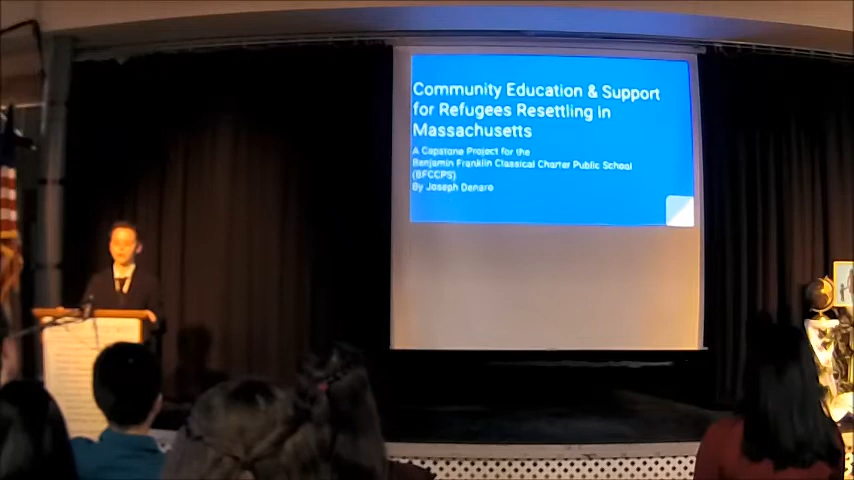 Community Education & Support
for Refugees Resettling in
Massachusetts
A Capstone Project for the
Benjamin Franklin Classical Charter Public School
(BFCCPS)
By Joseph Denaro